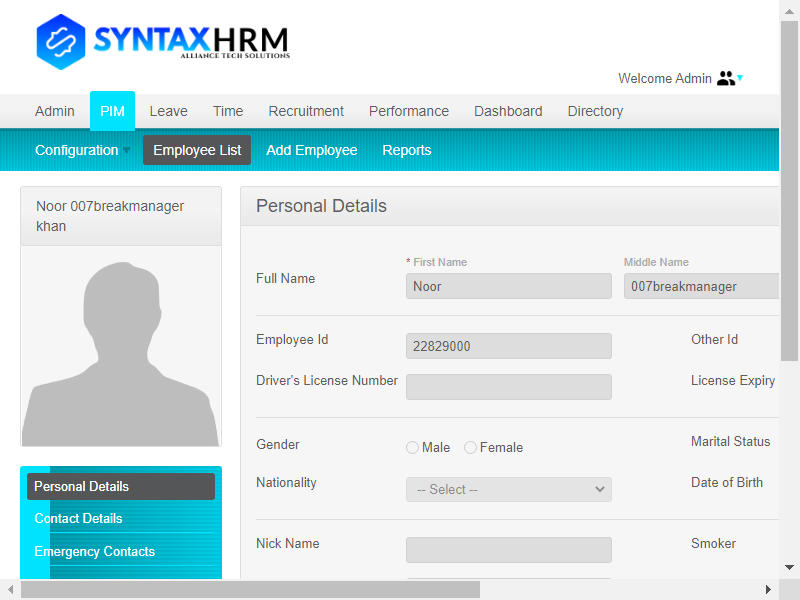 SYNTAXHRM
ALLIANCE TECH SOLUTIONS
Welcome Admin
Admin PIM Leave Time Recruitment Performance Dashboard Directory
Configuration Employee List Add Employee Reports
Noor 007breakmanager
khan
Personal Details
* First Name Middle Name
Full Name Noor 007breakmanager
Employee Id 22829000 Other Id
Driver's License Number License Expiry
Gender Male Female Marital Status
Nationality -- Select -- Date of Birth
Nick Name Smoker
Personal Details
Contact Details
Emergency Contacts